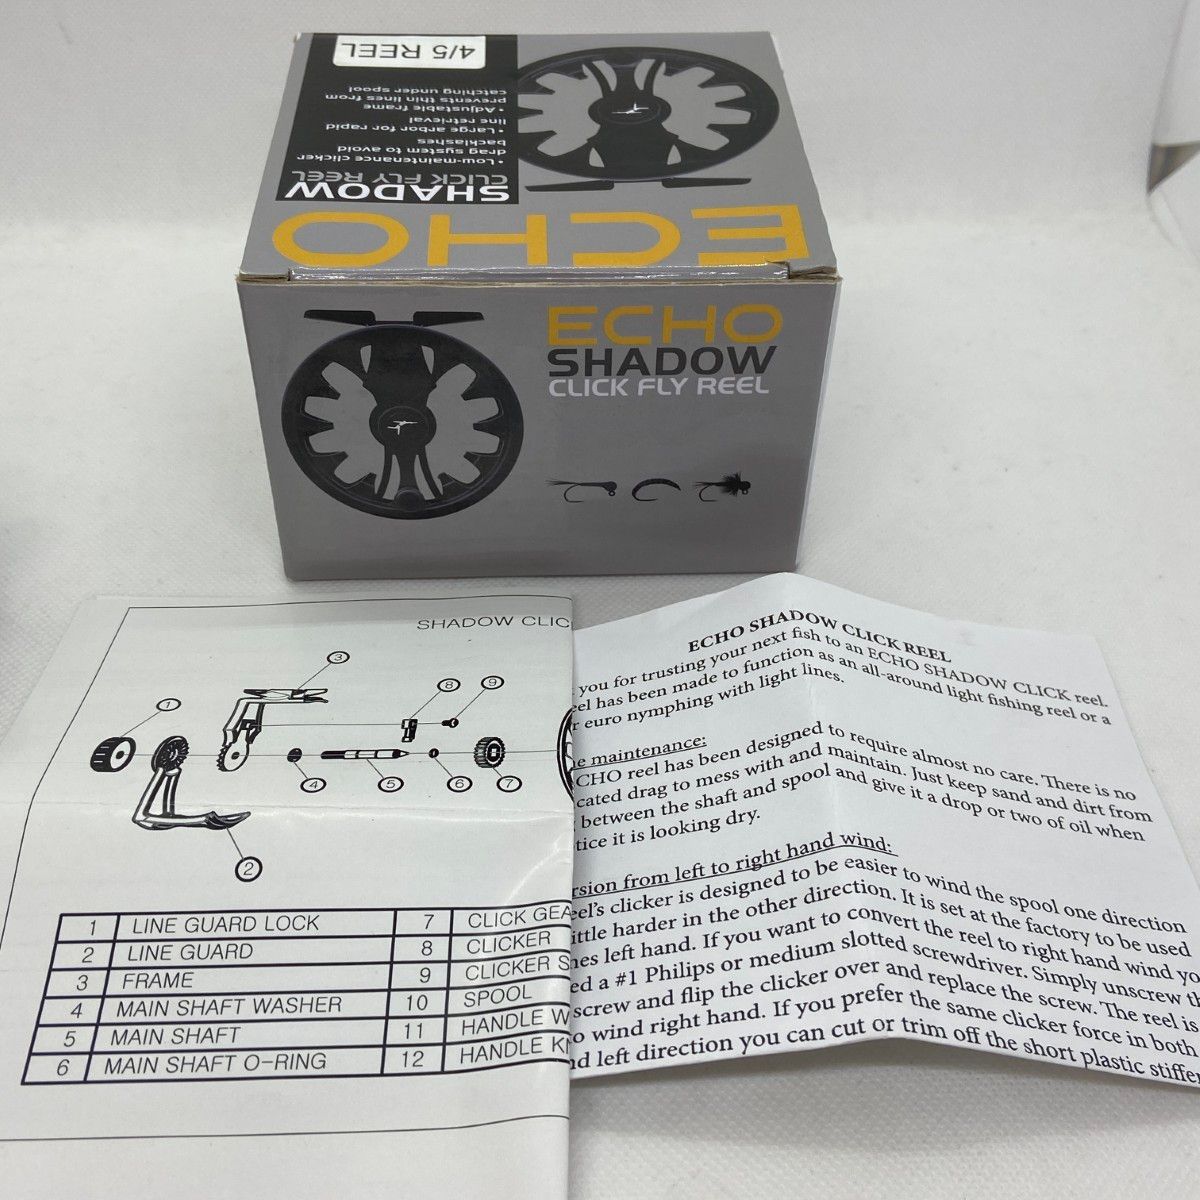 4/5 REEL
ECHO
SHADOW
CLICK FLY REEL
• Low-maintenance clicker
drag system to avoid
backlashes
• Large arbor for rapid
line retrieval
• Adjustable frame
prevents thin lines from
catching under spool
ECHO
SHADOW
CLICK FLY REEL
SHADOW CLIC
1
2
3
4
5
6
7
8
9
1 LINE GUARD LOCK 7 CLICK GEA
2 LINE GUARD 8 CLICKER
3 FRAME 9 CLICKER S
4 MAIN SHAFT WASHER 10 SPOOL
5 MAIN SHAFT 11 HANDLE W
6 MAIN SHAFT O-RING 12 HANDLE KN
ECHO SHADOW CLICK REEL
you for trusting your next fish to an ECHO SHADOW CLICK reel.
eel has been made to function as an all-around light fishing reel or a
r euro nymphing with light lines.
e maintenance:
CHO reel has been designed to require almost no care. There is no
cated drag to mess with and maintain. Just keep sand and dirt from
between the shaft and spool and give it a drop or two of oil when
tice it is looking dry.
rsion from left to right hand wind:
eel's clicker is designed to be easier to wind the spool one direction
ittle harder in the other direction. It is set at the factory to be used
nes left hand. If you want to convert the reel to right hand wind yo
ed a #1 Philips or medium slotted screwdriver. Simply unscrew th
screw and flip the clicker over and replace the screw. The reel is
o wind right hand. If you prefer the same clicker force in both
nd left direction you can cut or trim off the short plastic stiffe